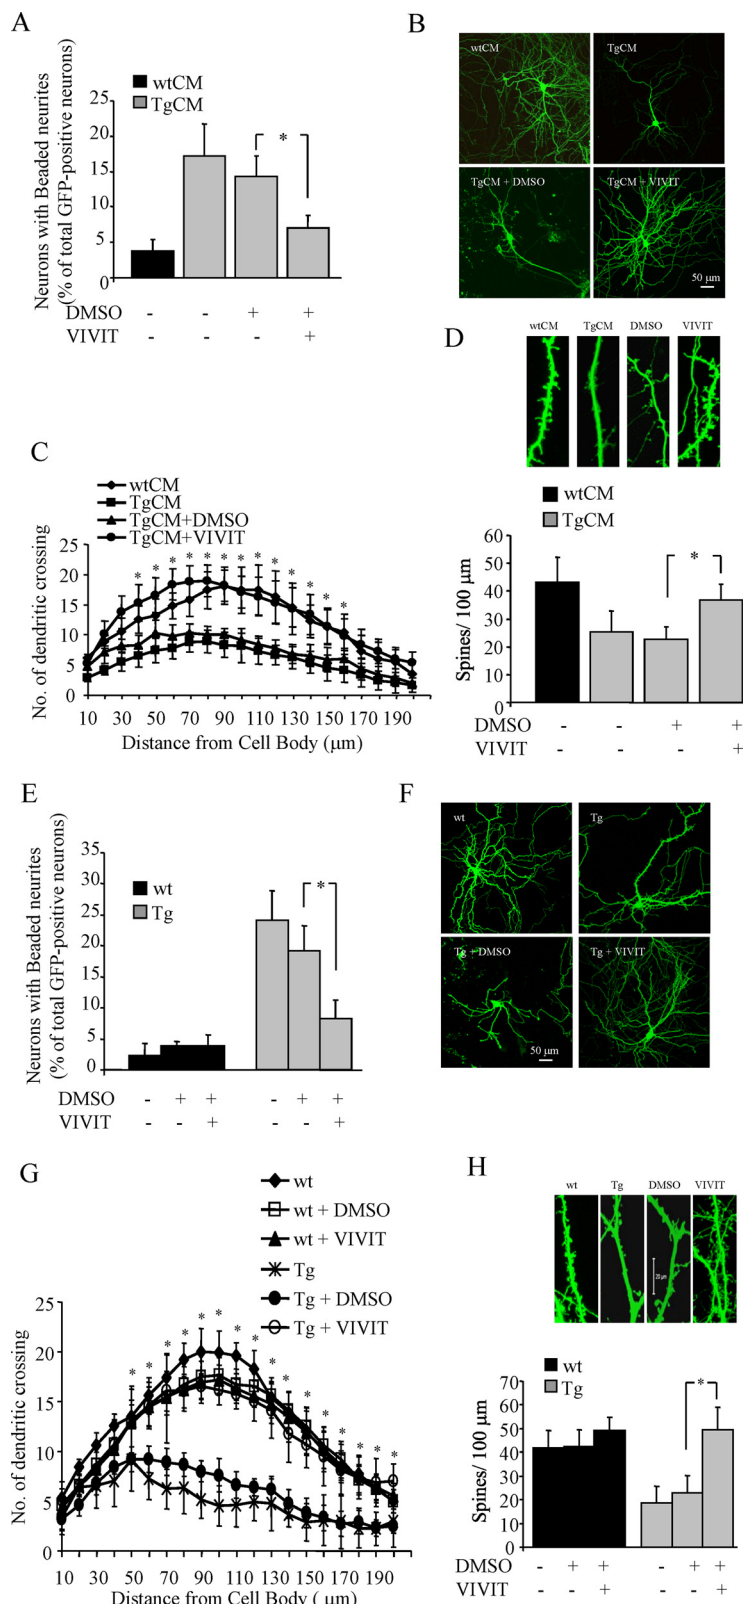 A
wtCM
TgCM
Neurons with Beaded neurites
(% of total GFP-positive neurons)
25
20
15
10
5
0
*
DMSO - - + +
VIVIT - - - +
B
wtCM
TgCM
TgCM + DMSO
TgCM + VIVIT
50 μm
C
wtCM
TgCM
TgCM+DMSO
TgCM+VIVIT
No. of dendritic crossing
25
20
15
10
5
0
* * * * * * * * * * * * *
10 30 50 70 90 110 130 150 170 190
Distance from Cell Body (μm)
D
wtCM TgCM DMSO VIVIT
wtCM
TgCM
Spines/ 100 μm
60
50
40
30
20
10
0
*
DMSO - - + +
VIVIT - - - +
E
wt
Tg
Neurons with Beaded neurites
(% of total GFP-positive neurons)
35
25
20
15
10
5
0
*
DMSO - + + - + +
VIVIT - - + - - +
F
wt
Tg
Tg + DMSO
Tg + VIVIT
50 μm
G
wt
wt + DMSO
wt + VIVIT
Tg
Tg + DMSO
Tg + VIVIT
No. of dendritic crossing
25
20
15
10
5
0
* * * * * * * * * * * * * * * *
10 30 50 70 90 110 130 150 170 190
Distance from Cell Body ( μm)
H
wt Tg DMSO VIVIT
20 μm
wt
Tg
Spines/ 100 μm
70
60
50
40
30
20
10
0
*
DMSO - + + - + +
VIVIT - - + - - +